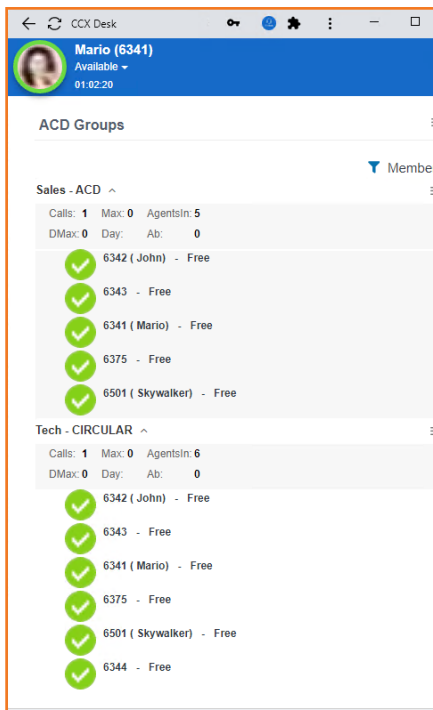 CCX Desk
Mario (6341)
Available
01:02:20
ACD Groups
Membe
Sales - ACD
Calls: 1 Max: 0 AgentsIn: 5
DMax: 0 Day: Ab: 0
6342 ( John) - Free
6343 - Free
6341 ( Mario) - Free
6375 - Free
6501 ( Skywalker) - Free
Tech - CIRCULAR
Calls: 1 Max: 0 AgentsIn: 6
DMax: 0 Day: Ab: 0
6342 ( John) - Free
6343 - Free
6341 ( Mario) - Free
6375 - Free
6501 ( Skywalker) - Free
6344 - Free